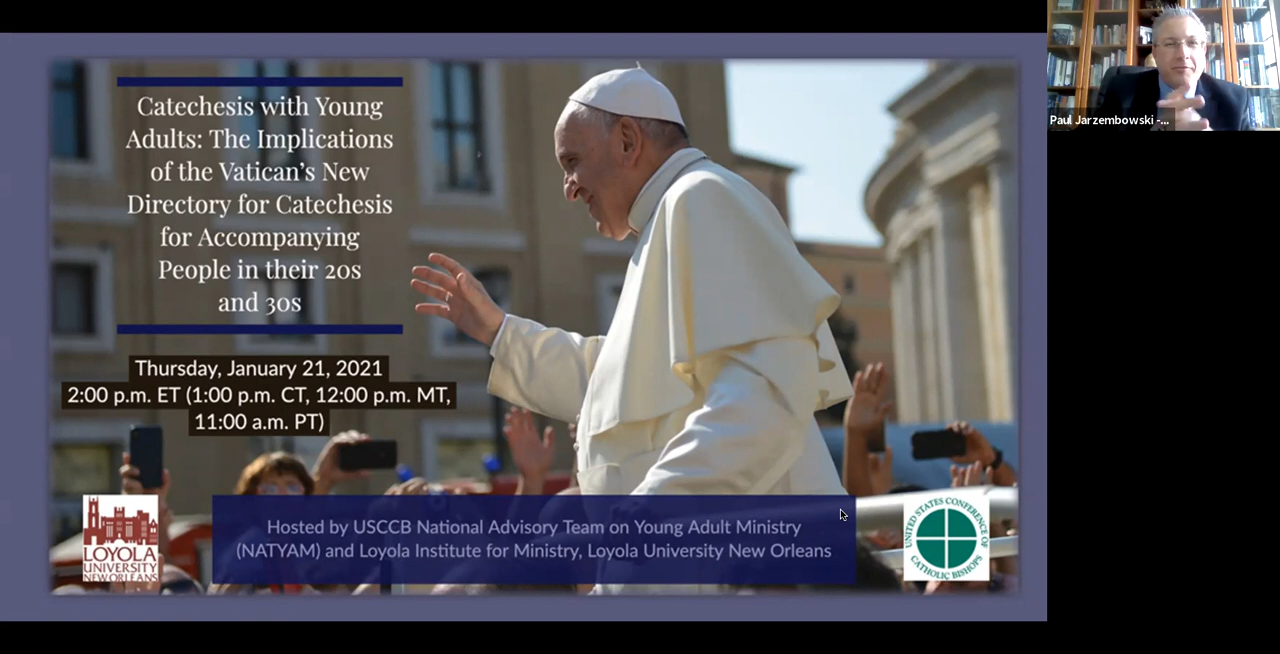 Catechesis with Young
Adults: The Implications
of the Vatican's New
Directory for Catechesis
for Accompanying
People in their 20s
and 30s
Thursday, January 21, 2021
2:00 p.m. ET (1:00 p.m. CT, 12:00 p.m. MT,
11:00 a.m. PT)
Hosted by USCCB National Advisory Team on Young Adult Ministry
(NATYAM) and Loyola Institute for Ministry, Loyola University New Orleans
LOYOLA
UNIVERSITY
NEW ORLEANS
UNITED STATES CONFERENCE OF
CATHOLIC BISHOPS
Paul Jarzembowski -...